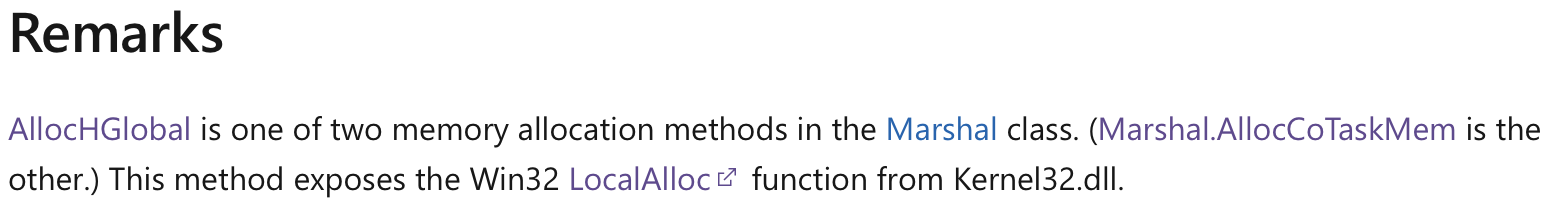 Remarks
AllocHGlobal is one of two memory allocation methods in the Marshal class. (Marshal.AllocCoTaskMem is the
other.) This method exposes the Win32 LocalAlloc function from Kernel32.dll.